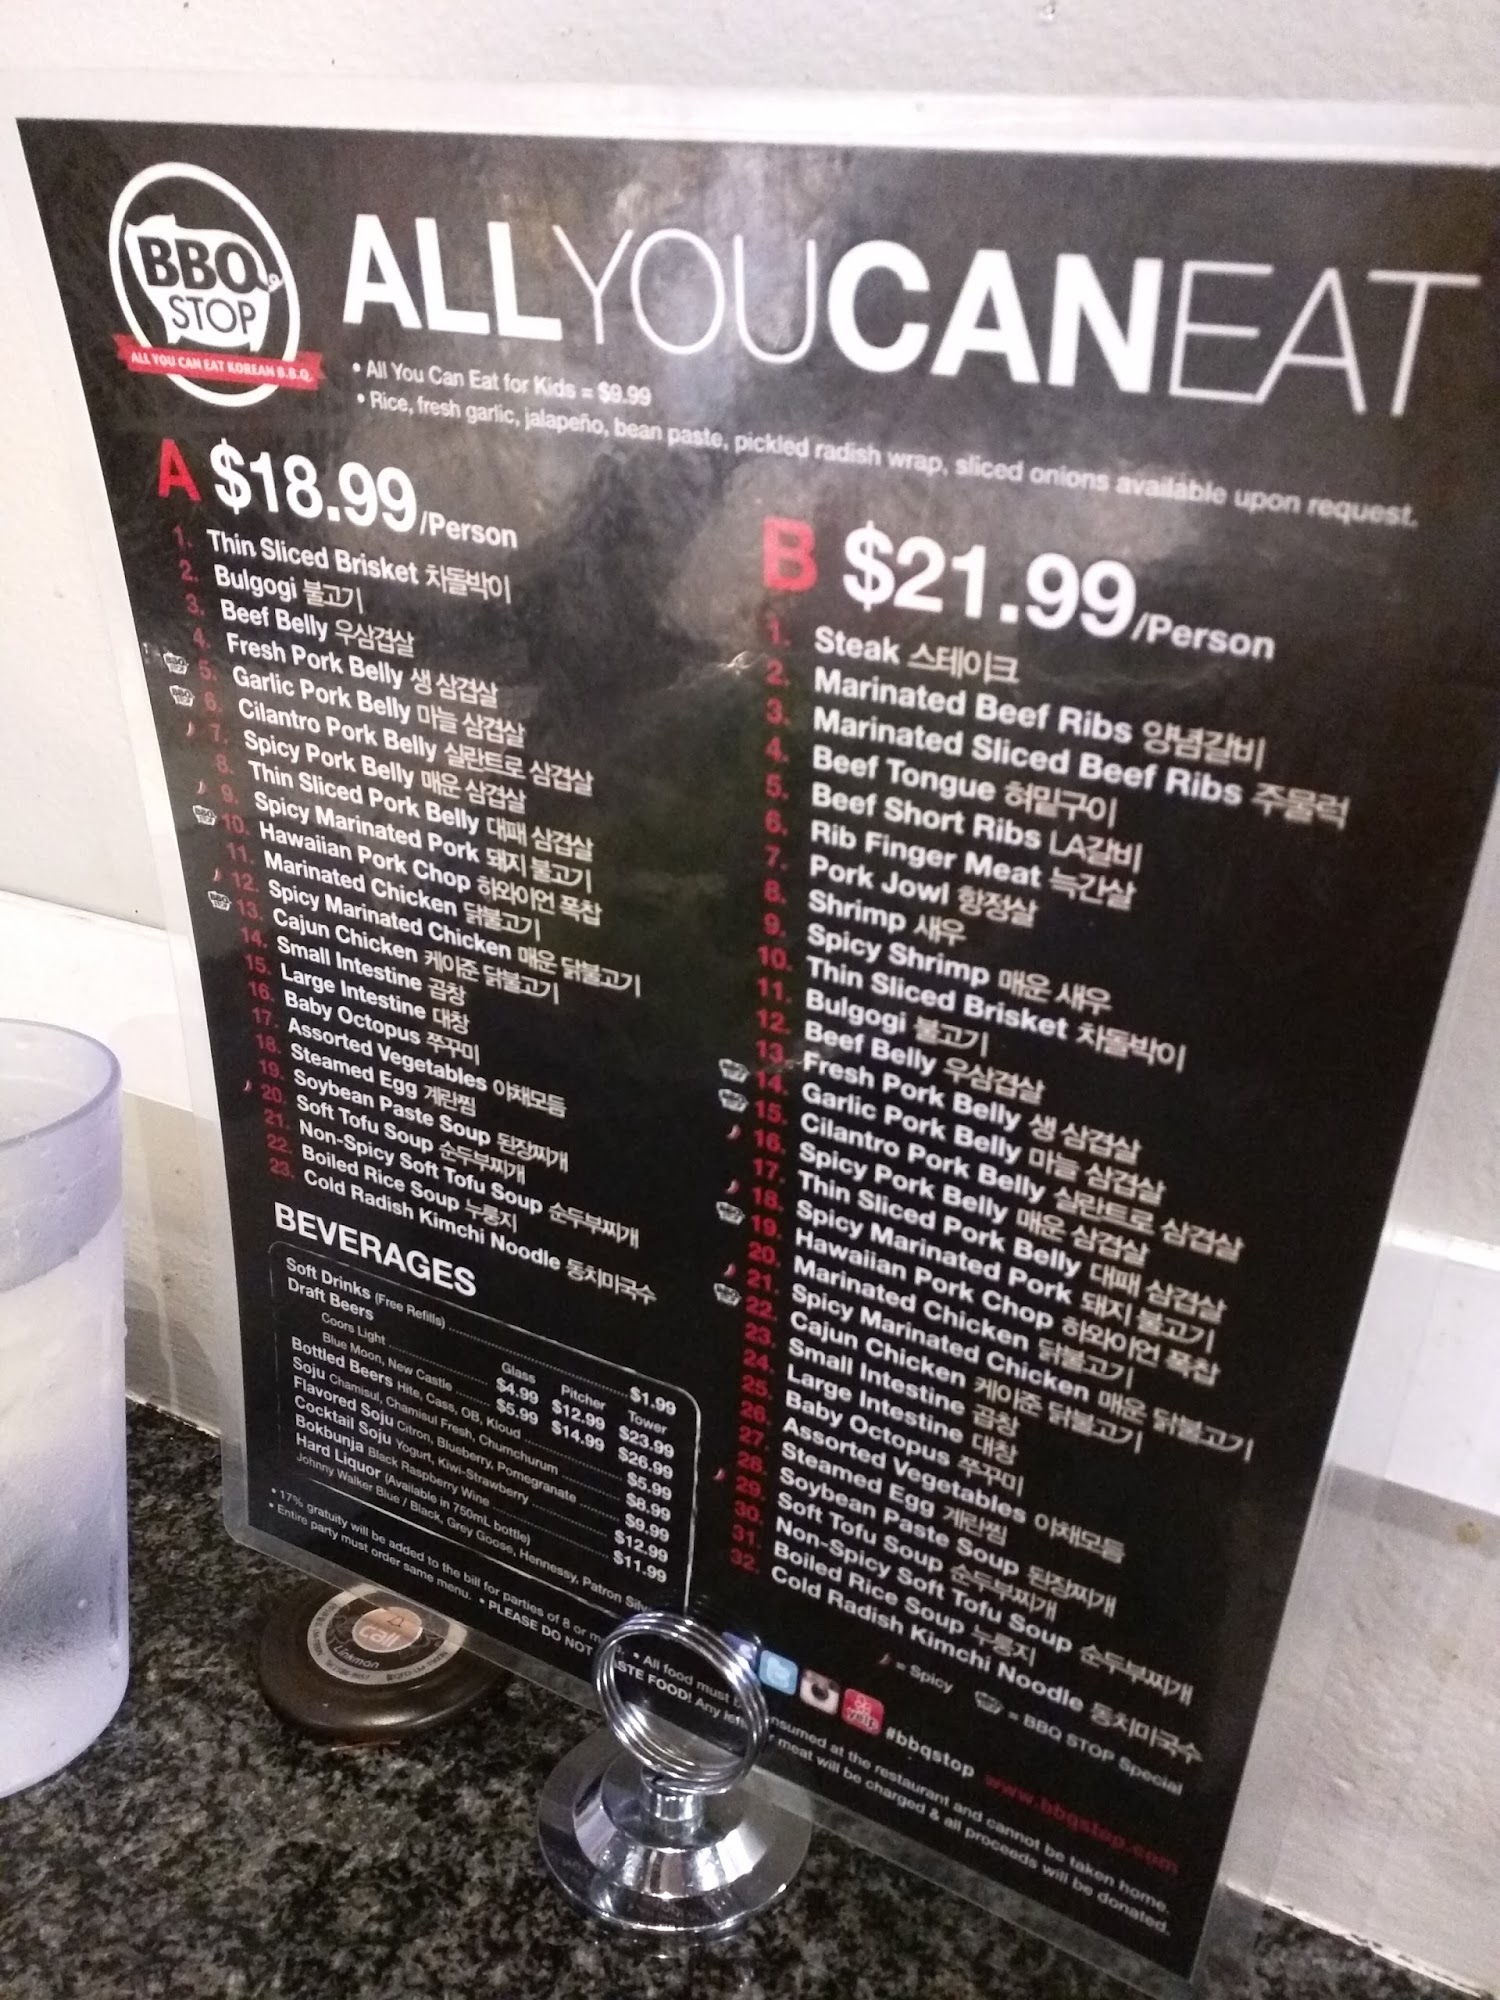 BBQ
STOP
ALL YOU CAN EAT KOREAN B.B.Q.
ALLYOUCANEAT
• All You Can Eat for Kids = $9.99
• Rice, fresh garlic, jalapeño, bean paste, pickled radish wrap, sliced onions available upon request.
A $18.99/Person
1. Thin Sliced Brisket 차돌박이
2. Bulgogi 불고기
3. Beef Belly 우삼겹살
4. Fresh Pork Belly 생 삼겹살
5. Garlic Pork Belly 마늘 삼겹살
6. Cilantro Pork Belly 실란트로 삼겹살
7. Spicy Pork Belly 매운 삼겹살
8. Thin Sliced Pork Belly 대패 삼겹살
9. Spicy Marinated Pork 돼지 불고기
10. Hawaiian Pork Chop 하와이언 폭찹
11. Marinated Chicken 닭불고기
12. Spicy Marinated Chicken 매운 닭불고기
13. Cajun Chicken 케이준 닭불고기
14. Small Intestine 곱창
15. Large Intestine 대창
16. Baby Octopus 쭈꾸미
17. Assorted Vegetables 야채모듬
18. Steamed Egg 계란찜
19. Soybean Paste Soup 된장찌개
20. Soft Tofu Soup 순두부찌개
21. Non-Spicy Soft Tofu Soup 순두부찌개
22. Boiled Rice Soup 누룽지
23. Cold Radish Kimchi Noodle 동치미국수
BEVERAGES
Soft Drinks (Free Refills) $1.99
Draft Beers Glass Pitcher Tower
Coors Light $4.99 $12.99 $23.99
Blue Moon, New Castle $5.99 $14.99 $26.99
Bottled Beers Hite, Cass, OB, Kloud $5.99
Soju Chamisul, Chamisul Fresh, Chumchurum $8.99
Flavored Soju Citron, Blueberry, Pomegranate $9.99
Cocktail Soju Yogurt, Kiwi-Strawberry $12.99
Bokbunja Black Raspberry Wine $11.99
Hard Liquor (Available in 750mL bottle)
Johnny Walker Blue / Black, Grey Goose, Hennessy, Patron
B $21.99/Person
1. Steak 스테이크
2. Marinated Beef Ribs 양념갈비
3. Marinated Sliced Beef Ribs 주물럭
4. Beef Tongue 혀밑구이
5. Beef Short Ribs LA갈비
6. Rib Finger Meat 늑간살
7. Pork Jowl 항정살
8. Shrimp 새우
9. Spicy Shrimp 매운 새우
10. Thin Sliced Brisket 차돌박이
11. Bulgogi 불고기
12. Beef Belly 우삼겹살
13. Fresh Pork Belly 생 삼겹살
14. Garlic Pork Belly 마늘 삼겹살
15. Cilantro Pork Belly 실란트로 삼겹살
16. Spicy Pork Belly 매운 삼겹살
17. Thin Sliced Pork Belly 대패 삼겹살
18. Spicy Marinated Pork 돼지 불고기
19. Hawaiian Pork Chop 하와이언 폭찹
20. Marinated Chicken 닭불고기
21. Spicy Marinated Chicken 매운 닭불고기
22. Cajun Chicken 케이준 닭불고기
23. Small Intestine 곱창
24. Large Intestine 대창
25. Baby Octopus 쭈꾸미
26. Assorted Vegetables 야채모듬
27. Steamed Egg 계란찜
28. Soybean Paste Soup 된장찌개
29. Soft Tofu Soup 순두부찌개
30. Non-Spicy Soft Tofu Soup 순두부찌개
31. Boiled Rice Soup 누룽지
32. Cold Radish Kimchi Noodle 동치미국수
= Spicy = BBQ STOP Special
yelp #bbqstop www.bbqstop.com
• 17% gratuity will be added to the bill for parties of 8 or • All food must consumed at the restaurant and cannot be taken home.
• Entire party must order same menu. • PLEASE DO NOT WASTE FOOD! Any meat will be charged & all proceeds will be donated.
call
Linkman